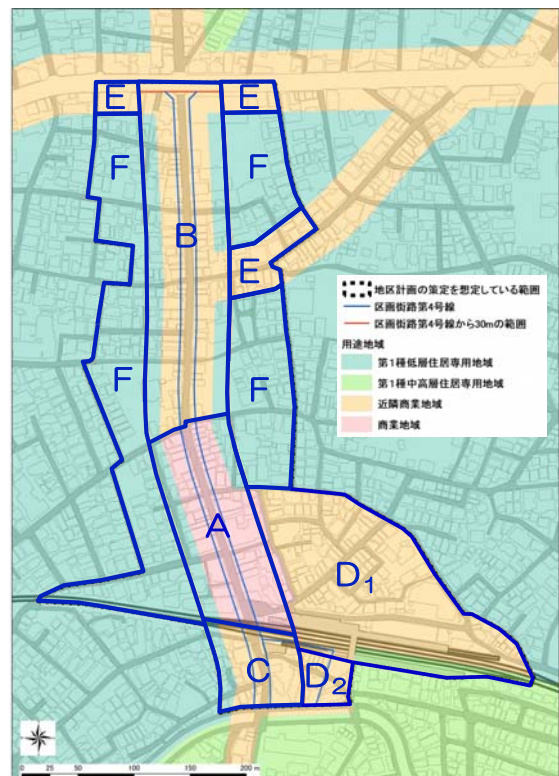 E
E
F
F
B
E
F
F
A
D1
C
D2
地区計画の策定を想定している範囲
区画街路第4号線
区画街路第4号線から30mの範囲
用途地域
第1種低層住居専用地域
第1種中高層住居専用地域
近隣商業地域
商業地域
0 25 50 100 150 200 m